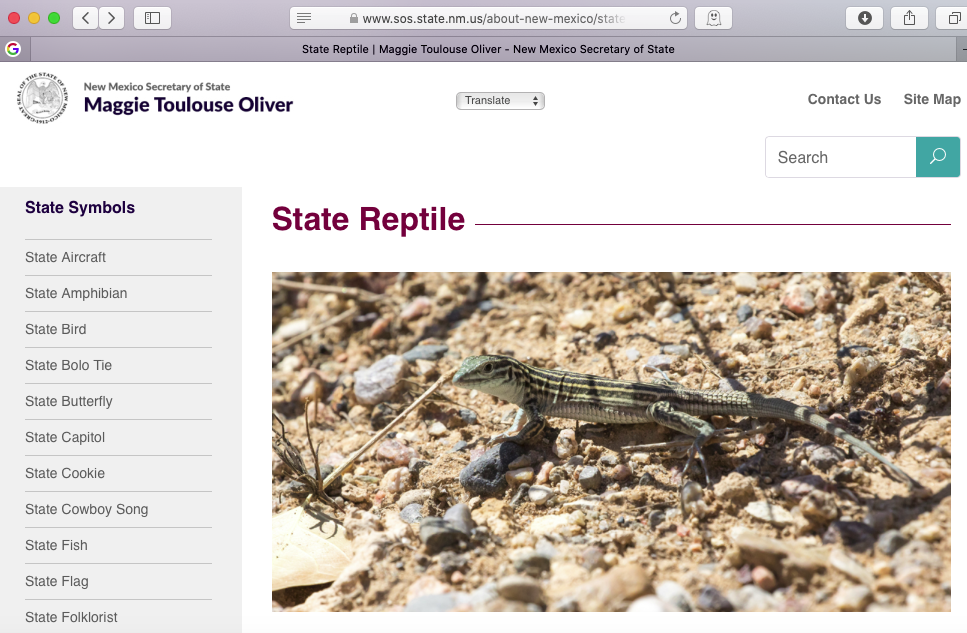 www.sos.state.nm.us/about-new-mexico/state
State Reptile | Maggie Toulouse Oliver - New Mexico Secretary of State
New Mexico Secretary of State
Maggie Toulouse Oliver
Translate
Contact Us
Site Map
Search
State Symbols
State Aircraft
State Amphibian
State Bird
State Bolo Tie
State Butterfly
State Capitol
State Cookie
State Cowboy Song
State Fish
State Flag
State Folklorist
State Reptile